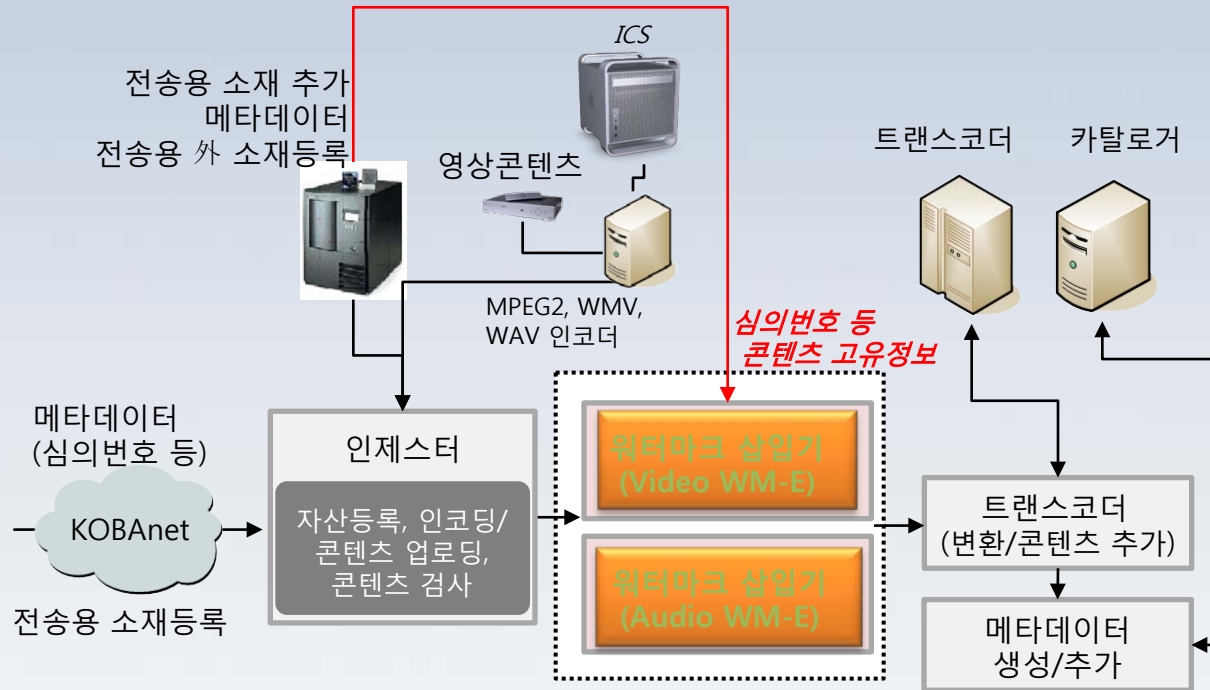 ICS
전송용 소재 추가
메타데이터
전송용 外 소재등록
영상콘텐츠
트랜스코더
카탈로거
MPEG2, WMV,
WAV 인코더
심의번호 등
콘텐츠 고유정보
메타데이터
(심의번호 등)
KOBAnet
전송용 소재등록
인제스터
자산등록, 인코딩/
콘텐츠 업로딩,
콘텐츠 검사
워터마크 삽입기
(Video WM-E)
워터마크 삽입기
(Audio WM-E)
트랜스코더
(변환/콘텐츠 추가)
메타데이터
생성/추가